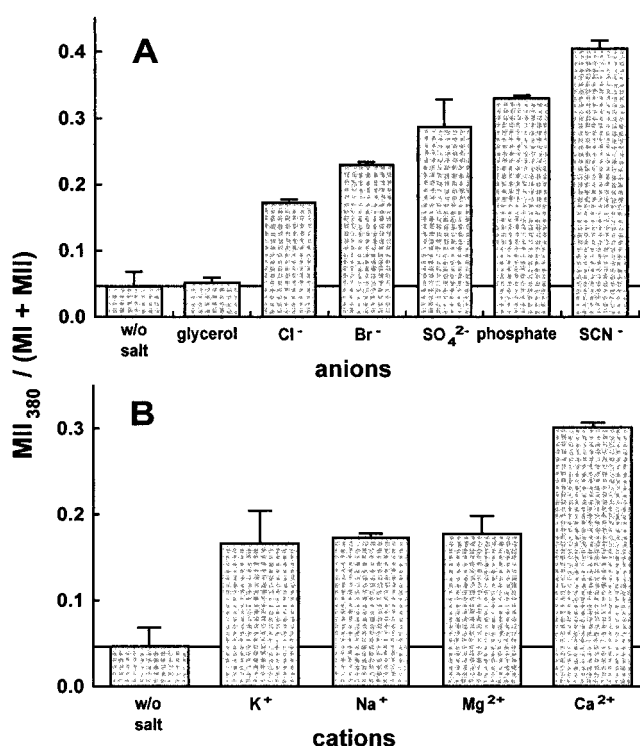 A
0.4
0.3
0.2
0.1
0.0
w/o salt glycerol Cl⁻ Br⁻ SO₄²⁻ phosphate SCN⁻
anions
MII₃₈₀ / (MI + MII)
B
0.3
0.2
0.1
0.0
w/o salt K⁺ Na⁺ Mg²⁺ Ca²⁺
cations